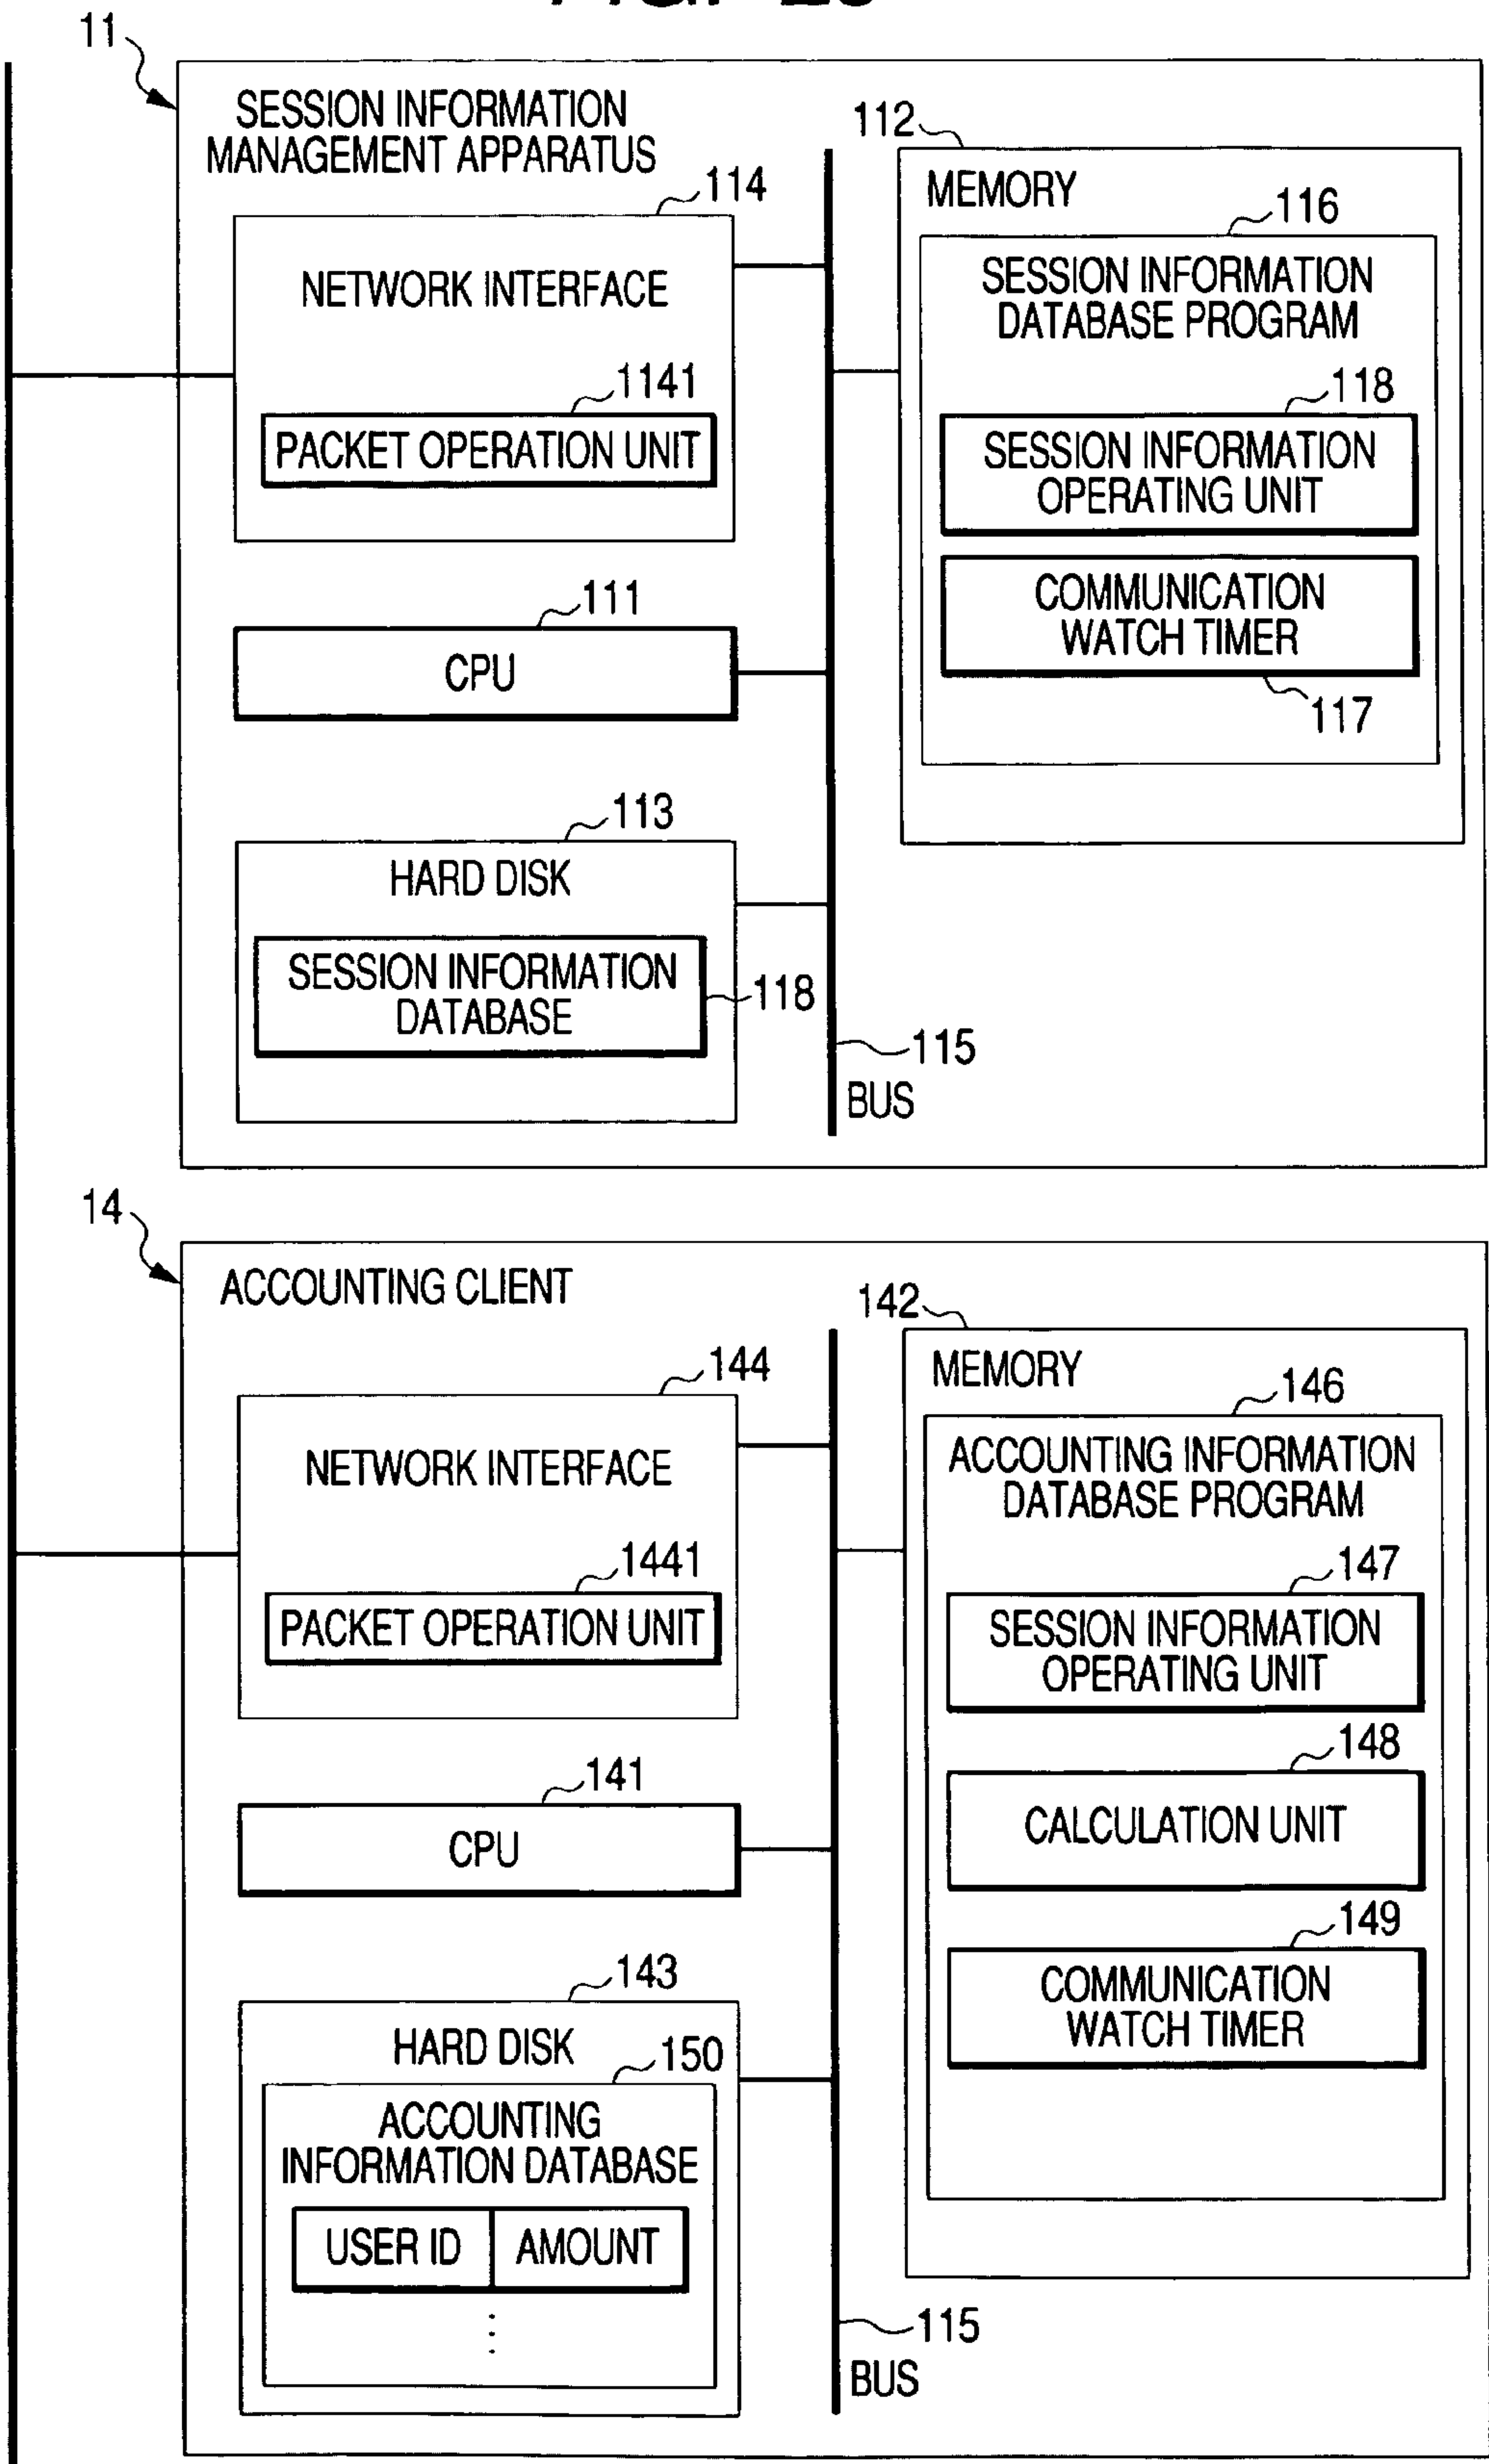 11
SESSION INFORMATION
MANAGEMENT APPARATUS
114
NETWORK INTERFACE
1141
PACKET OPERATION UNIT
111
CPU
113
HARD DISK
SESSION INFORMATION
DATABASE
118
115
BUS
112
MEMORY
116
SESSION INFORMATION
DATABASE PROGRAM
118
SESSION INFORMATION
OPERATING UNIT
COMMUNICATION
WATCH TIMER
117
14
ACCOUNTING CLIENT
144
NETWORK INTERFACE
1441
PACKET OPERATION UNIT
141
CPU
143
HARD DISK
150
ACCOUNTING
INFORMATION DATABASE
USER ID AMOUNT
115
BUS
142
MEMORY
146
ACCOUNTING INFORMATION
DATABASE PROGRAM
147
SESSION INFORMATION
OPERATING UNIT
148
CALCULATION UNIT
149
COMMUNICATION
WATCH TIMER